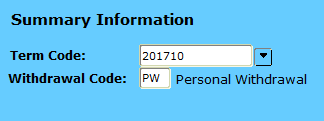 Summary Information
Term Code: 201710
Withdrawal Code: PW Personal Withdrawal